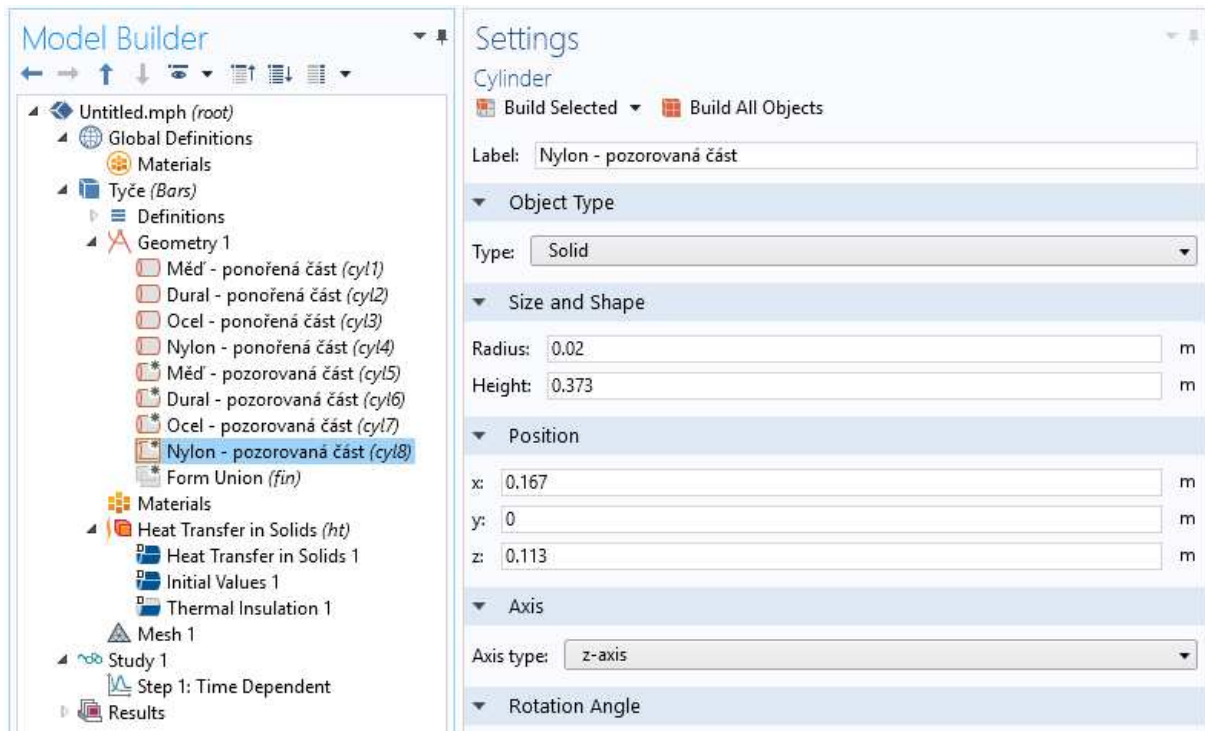 Model Builder
Untitled.mph (root)
Global Definitions
Materials
Tyče (Bars)
Definitions
Geometry 1
Měď - ponořená část (cyl1)
Dural - ponořená část (cyl2)
Ocel - ponořená část (cyl3)
Nylon - ponořená část (cyl4)
Měď - pozorovaná část (cyl5)
Dural - pozorovaná část (cyl6)
Ocel - pozorovaná část (cyl7)
Nylon - pozorovaná část (cyl8)
Form Union (fin)
Materials
Heat Transfer in Solids (ht)
Heat Transfer in Solids 1
Initial Values 1
Thermal Insulation 1
Mesh 1
Study 1
Step 1: Time Dependent
Results
Settings
Cylinder
Build Selected Build All Objects
Label: Nylon - pozorovaná část
Object Type
Type: Solid
Size and Shape
Radius: 0.02 m
Height: 0.373 m
Position
x: 0.167 m
y: 0 m
z: 0.113 m
Axis
Axis type: z-axis
Rotation Angle